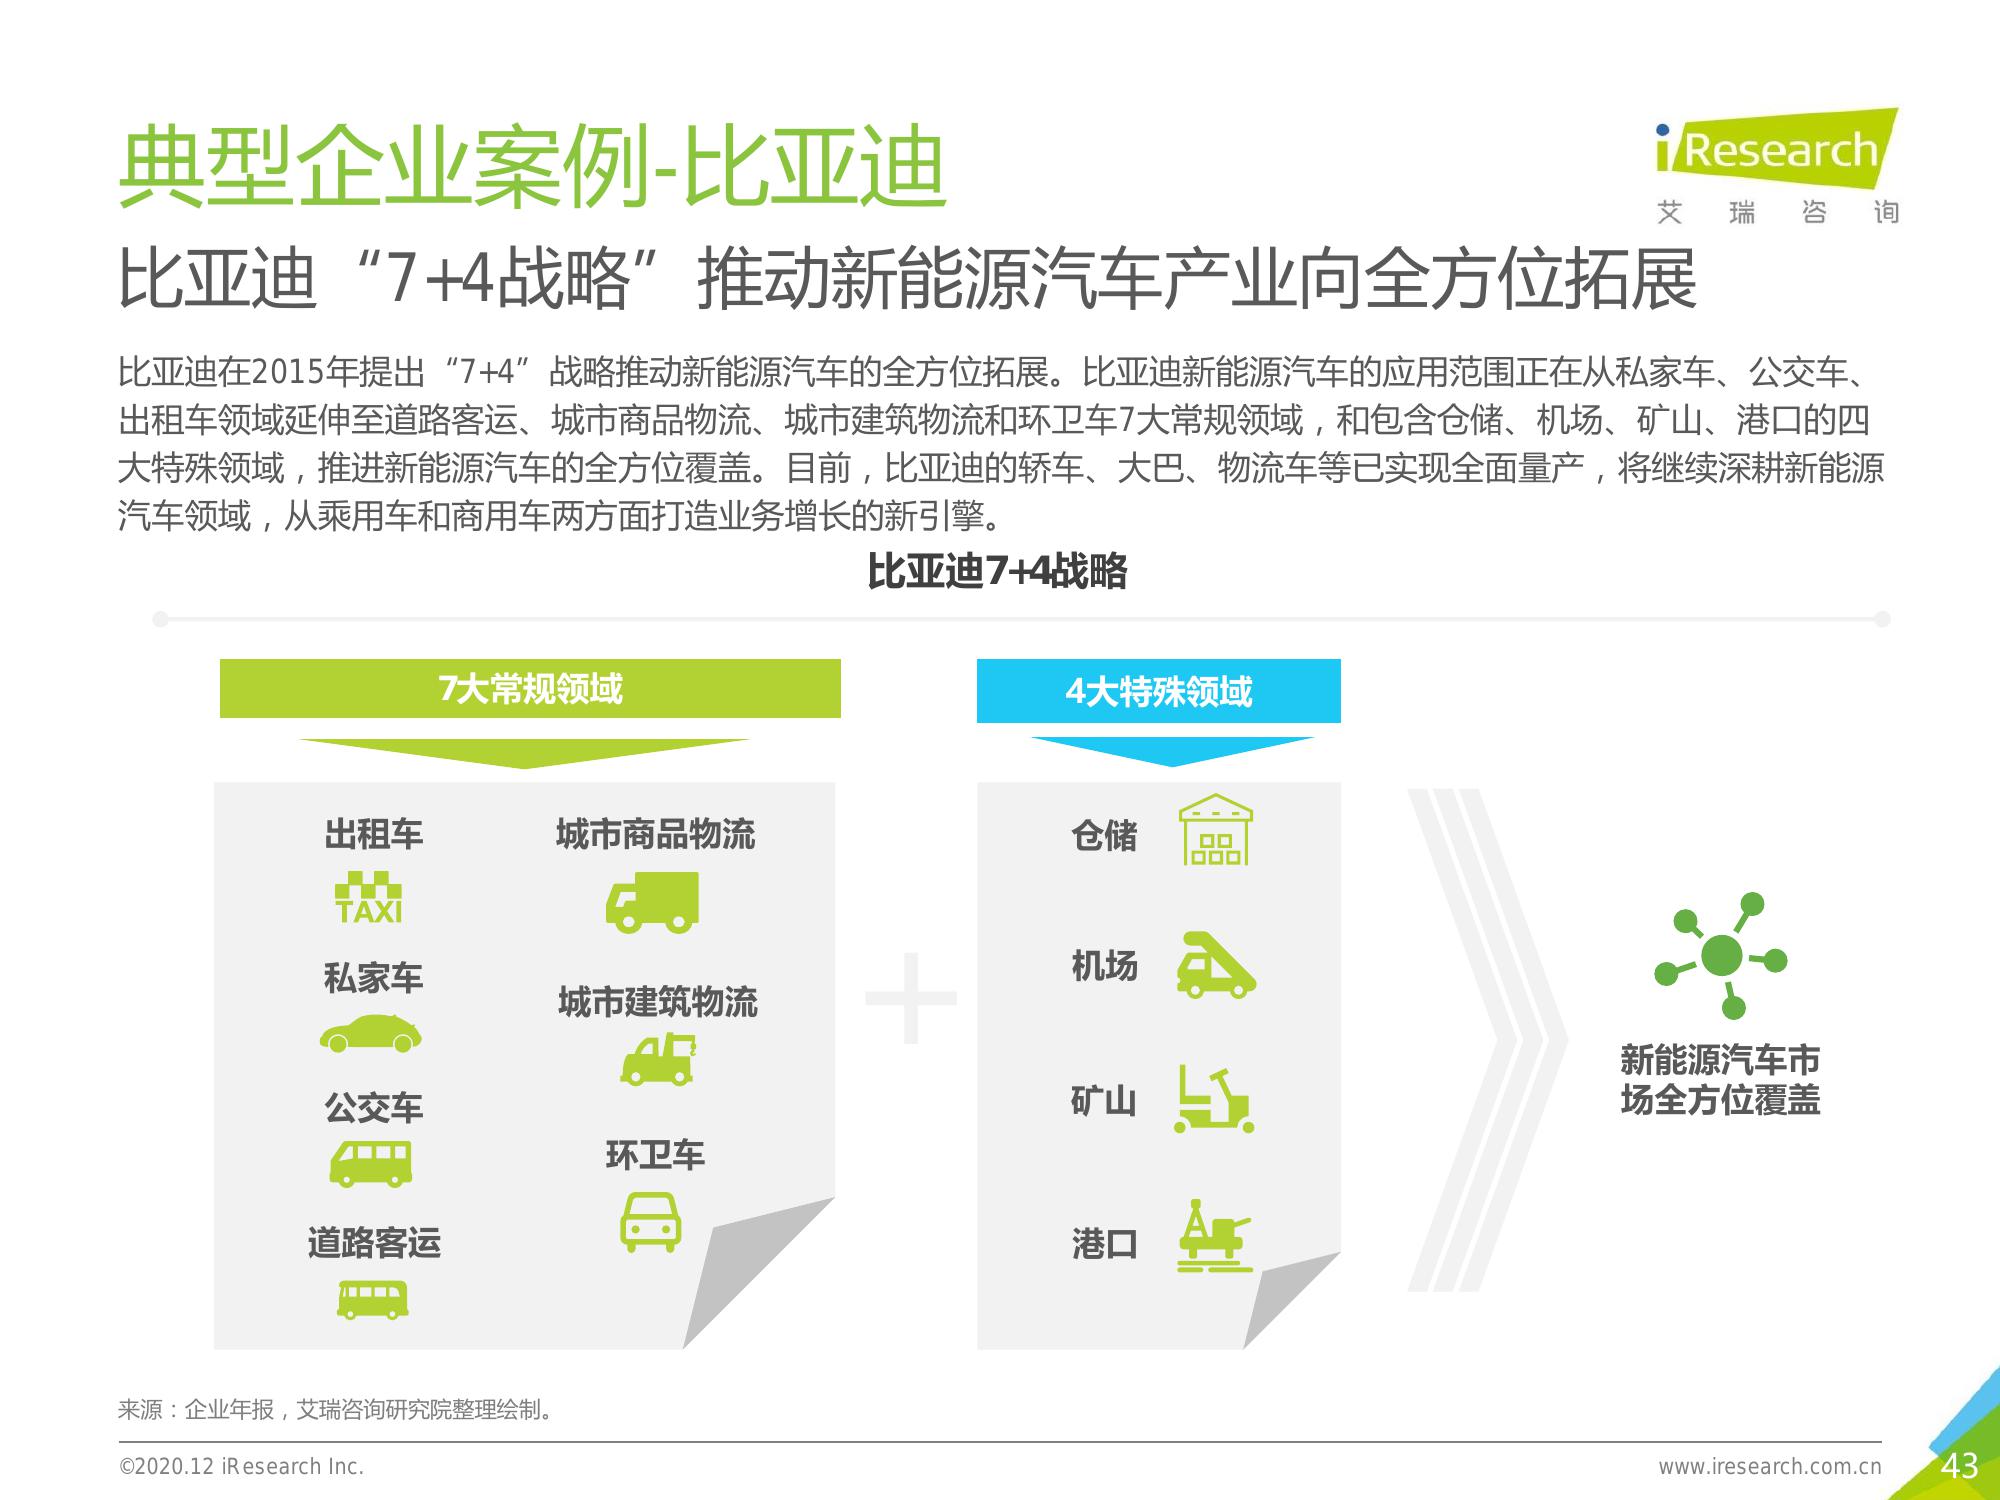 典型企业案例-比亚迪
iResearch
艾瑞咨询
比亚迪“7+4战略”推动新能源汽车产业向全方位拓展
比亚迪在2015年提出“7+4”战略推动新能源汽车的全方位拓展。比亚迪新能源汽车的应用范围正在从私家车、公交车、
出租车领域延伸至道路客运、城市商品物流、城市建筑物流和环卫车7大常规领域，和包含仓储、机场、矿山、港口的四
大特殊领域，推进新能源汽车的全方位覆盖。目前，比亚迪的轿车、大巴、物流车等已实现全面量产，将继续深耕新能源
汽车领域，从乘用车和商用车两方面打造业务增长的新引擎。
比亚迪7+4战略
7大常规领域
出租车
TAXI
私家车
公交车
道路客运
城市商品物流
城市建筑物流
环卫车
4大特殊领域
仓储
机场
矿山
港口
新能源汽车市
场全方位覆盖
来源：企业年报，艾瑞咨询研究院整理绘制。
©2020.12 iResearch Inc.
www.iresearch.com.cn
43